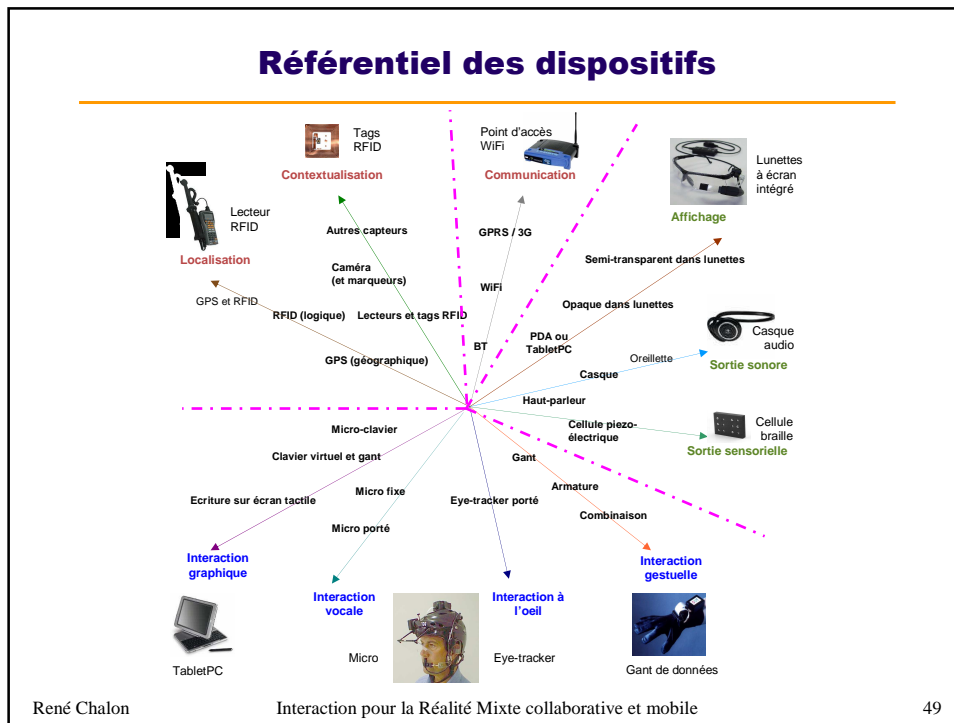 Référentiel des dispositifs
Tags
RFID
Contextualisation
Point d'accès
WiFi
Communication
Lunettes
à écran
intégré
Affichage
Lecteur
RFID
Localisation
Autres capteurs
GPRS / 3G
Semi-transparent dans lunettes
Caméra
(et marqueurs)
GPS et RFID
RFID (logique)
Lecteurs et tags RFID
WiFi
Opaque dans lunettes
Casque
audio
Sortie sonore
GPS (géographique)
BT
PDA ou
TabletPC
Oreillette
Casque
Haut-parleur
Cellule piezo-
électrique
Cellule
braille
Sortie sensorielle
Micro-clavier
Clavier virtuel et gant
Gant
Ecriture sur écran tactile
Micro fixe
Eye-tracker porté
Armature
Micro porté
Combinaison
Interaction
graphique
Interaction
vocale
Interaction à
l'oeil
Interaction
gestuelle
TabletPC
Micro
Eye-tracker
Gant de données
René Chalon
Interaction pour la Réalité Mixte collaborative et mobile
49